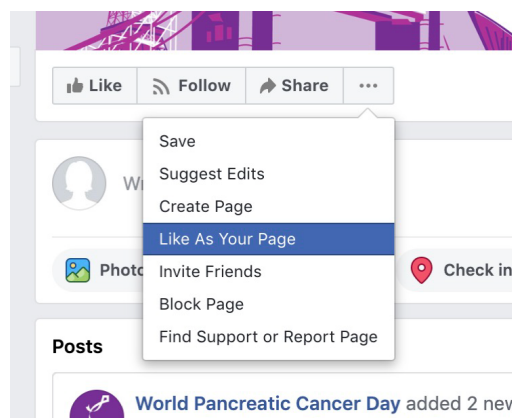 Like Follow Share ...
Save
Suggest Edits
Create Page
Like As Your Page
Invite Friends
Block Page
Find Support or Report Page
Check in
Posts
World Pancreatic Cancer Day added 2 new